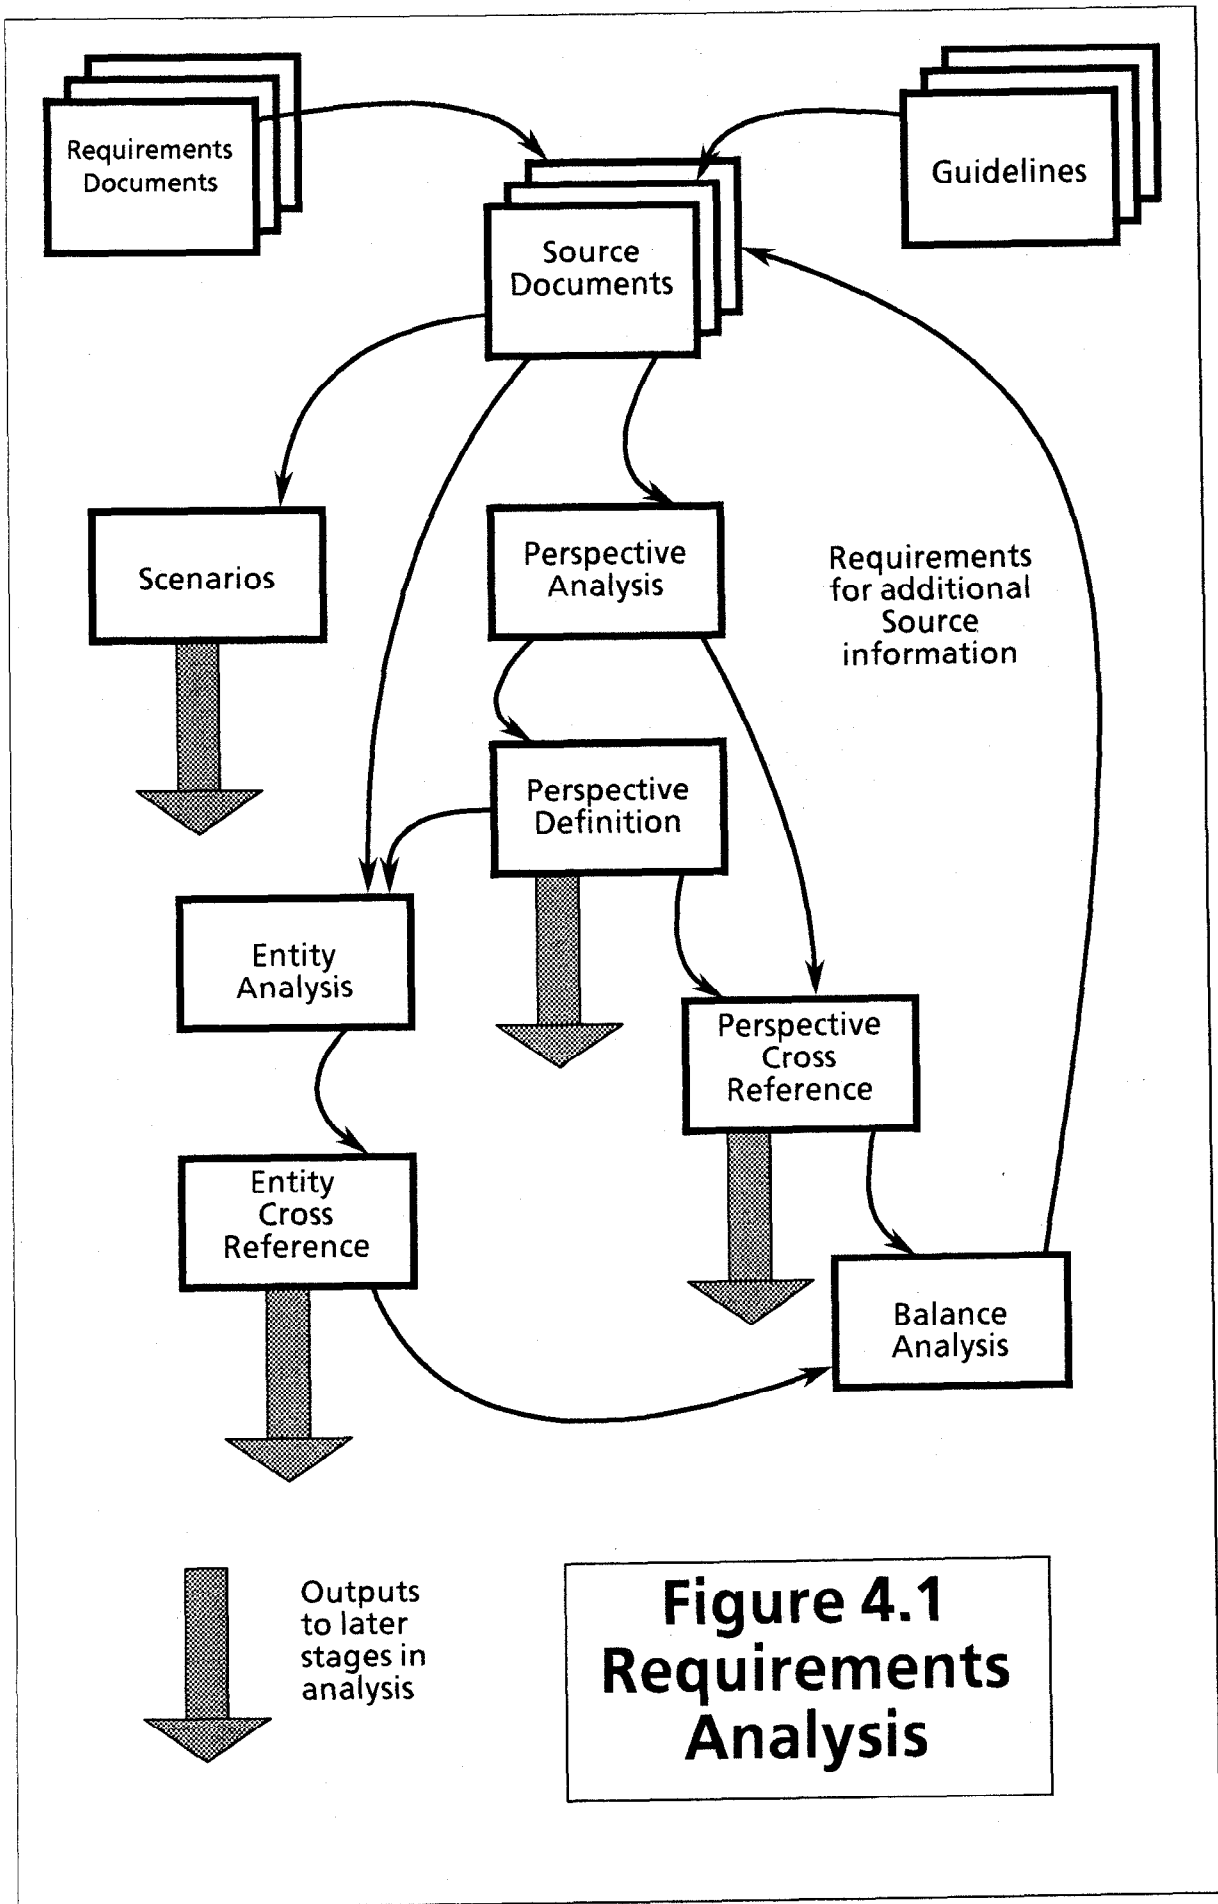 Requirements
Documents
Guidelines
Source
Documents
Scenarios
Perspective
Analysis
Requirements
for additional
Source
information
Perspective
Definition
Entity
Analysis
Perspective
Cross
Reference
Entity
Cross
Reference
Balance
Analysis
Outputs
to later
stages in
analysis
Figure 4.1
Requirements
Analysis